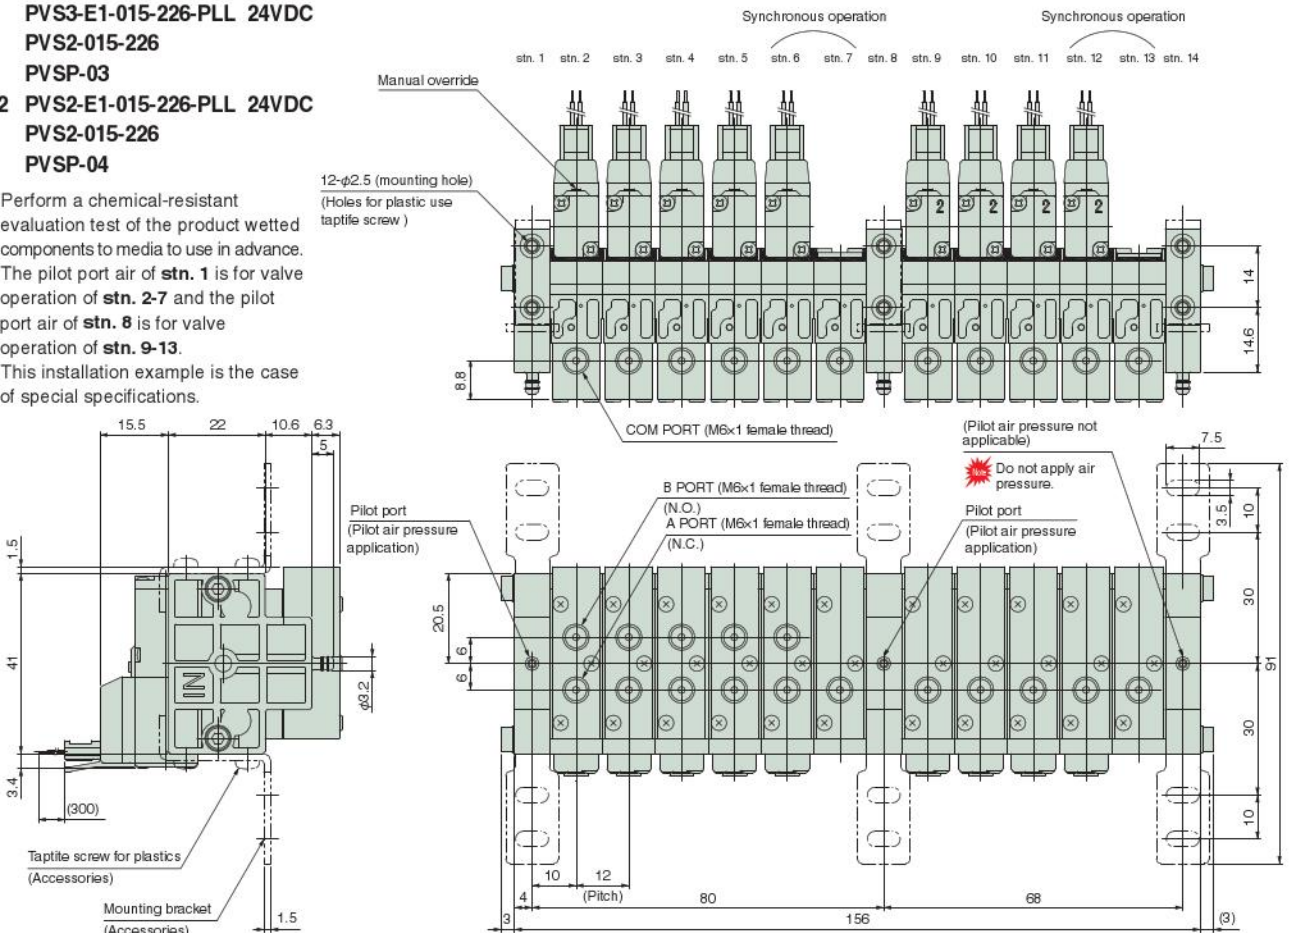 PVS3-E1-015-226-PLL 24VDC
PVS2-015-226
PVSP-03
2 PVS2-E1-015-226-PLL 24VDC
PVS2-015-226
PVSP-04
Perform a chemical-resistant
evaluation test of the product wetted
components to media to use in advance.
The pilot port air of stn. 1 is for valve
operation of stn. 2-7 and the pilot
port air of stn. 8 is for valve
operation of stn. 9-13.
This installation example is the case
of special specifications.
Synchronous operation
Synchronous operation
stn. 1 stn. 2 stn. 3 stn. 4 stn. 5 stn. 6 stn. 7 stn. 8 stn. 9 stn. 10 stn. 11 stn. 12 stn. 13 stn. 14
Manual override
12-φ2.5 (mounting hole)
(Holes for plastic use
taptife screw )
2 2 2 2
14
14.6
8.8
COM PORT (M6×1 female thread)
(Pilot air pressure not
applicable)
Note Do not apply air
pressure.
7.5
3.5
10
B PORT (M6×1 female thread)
(N.O.)
A PORT (M6×1 female thread)
(N.C.)
Pilot port
(Pilot air pressure
application)
Pilot port
(Pilot air pressure
application)
15.5 22 10.6 6.3
5
1.5
41
3.4
(300)
IN
φ3.2
Taptite screw for plastics
(Accessories)
Mounting bracket
(Accessories)
1.5
20.5
6
6
30
91
30
10
10 12
(Pitch)
4 80 68
3 156 (3)